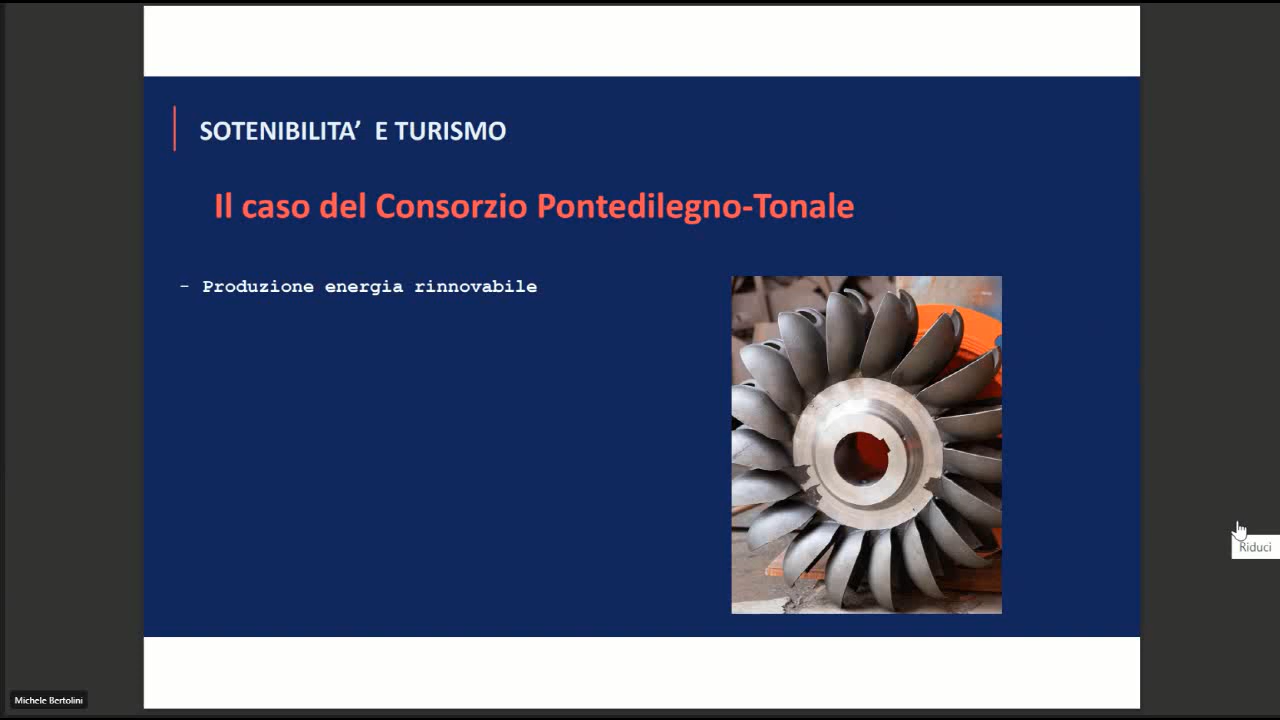 SOTENIBILITA’ E TURISMO
Il caso del Consorzio Pontedilegno-Tonale
- Produzione energia rinnovabile
Riduci
Michele Bertolini